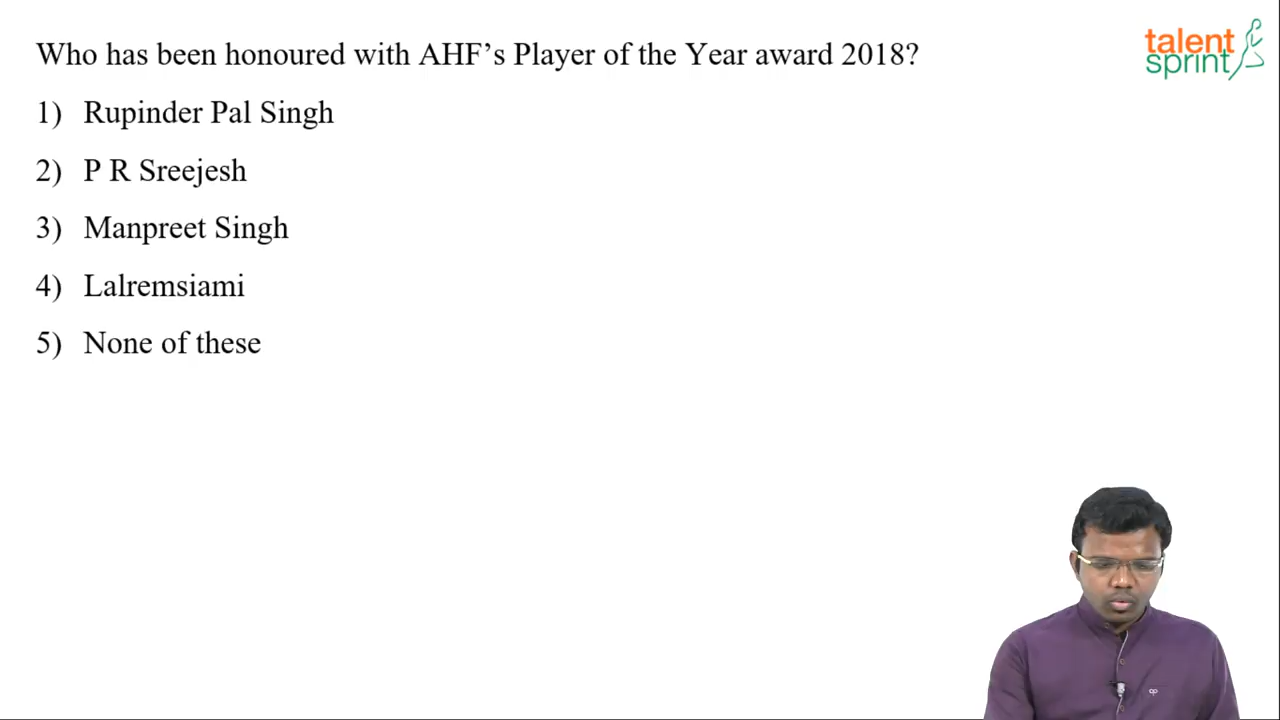 Who has been honoured with AHF’s Player of the Year award 2018?
talent
sprint
1) Rupinder Pal Singh
2) P R Sreejesh
3) Manpreet Singh
4) Lalremsiami
5) None of these